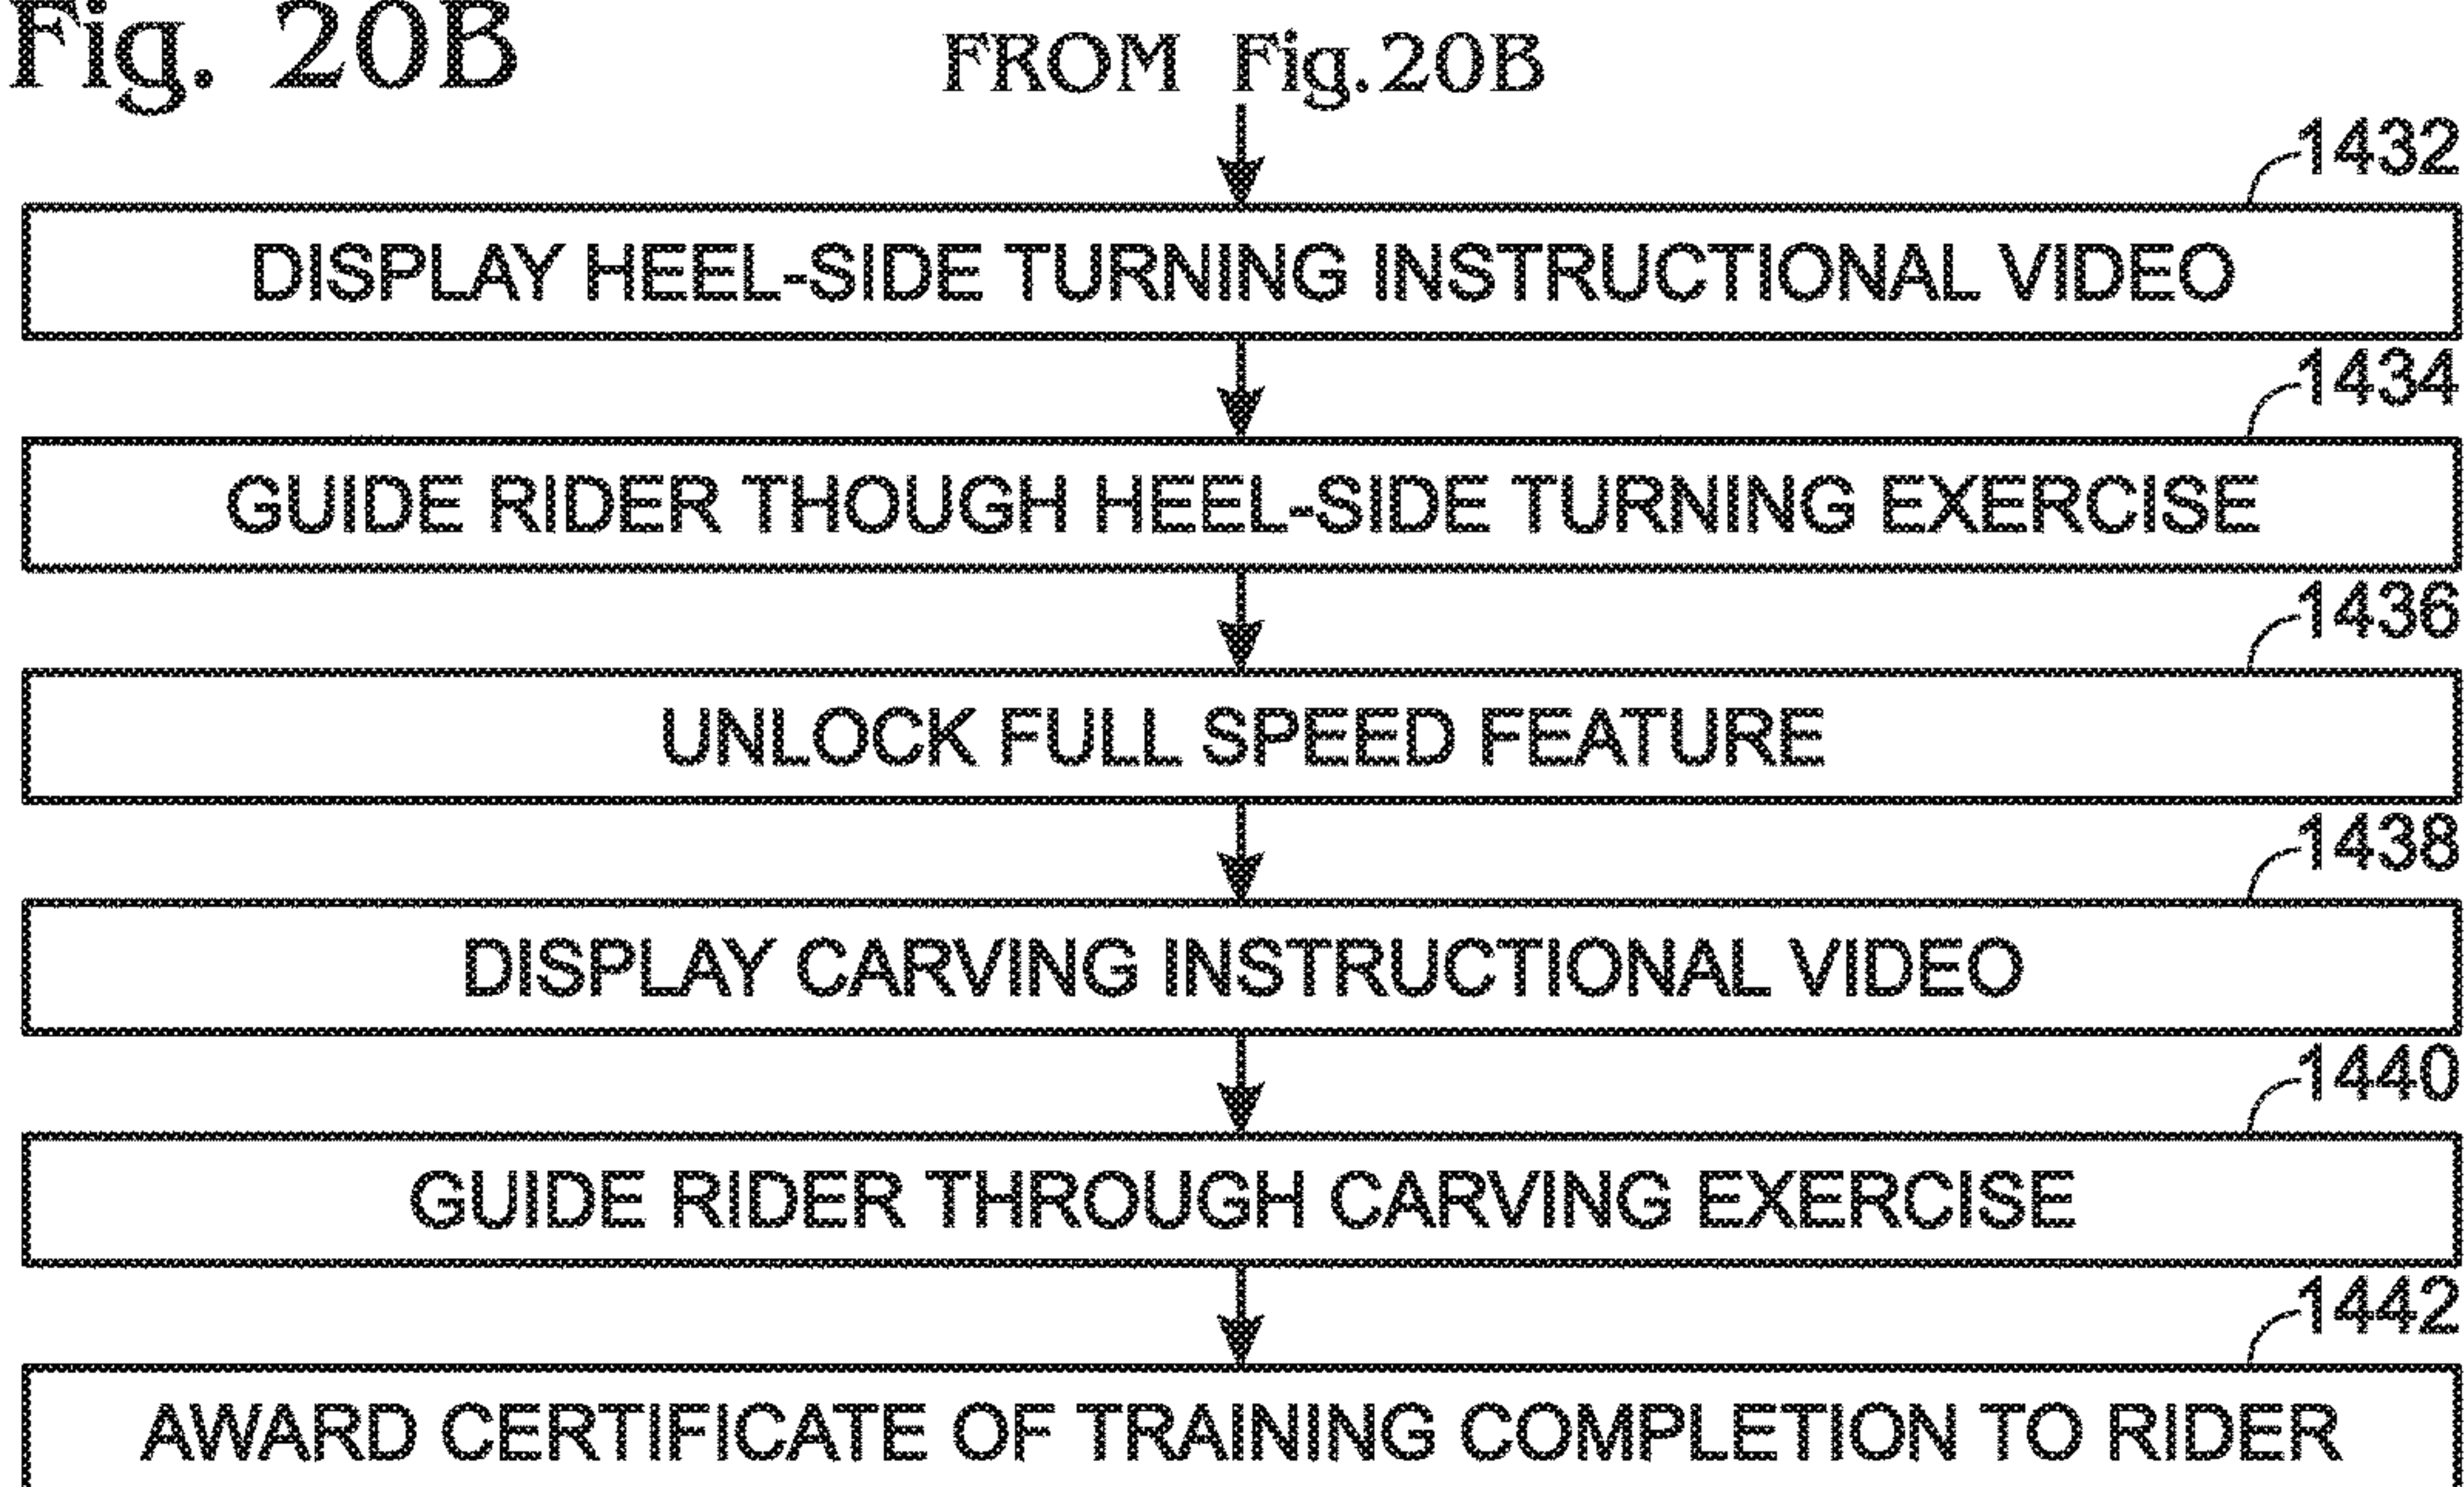 Fig. 20B
FROM Fig.20B
1432
DISPLAY HEEL-SIDE TURNING INSTRUCTIONAL VIDEO
1434
GUIDE RIDER THOUGH HEEL-SIDE TURNING EXERCISE
1436
UNLOCK FULL SPEED FEATURE
1438
DISPLAY CARVING INSTRUCTIONAL VIDEO
1440
GUIDE RIDER THROUGH CARVING EXERCISE
1442
AWARD CERTIFICATE OF TRAINING COMPLETION TO RIDER